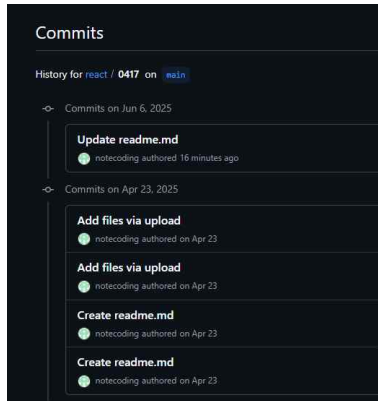 Commits
History for react / 0417 on main
Commits on Jun 6, 2025
Update readme.md
notecoding authored 16 minutes ago
Commits on Apr 23, 2025
Add files via upload
notecoding authored on Apr 23
Add files via upload
notecoding authored on Apr 23
Create readme.md
notecoding authored on Apr 23
Create readme.md
notecoding authored on Apr 23